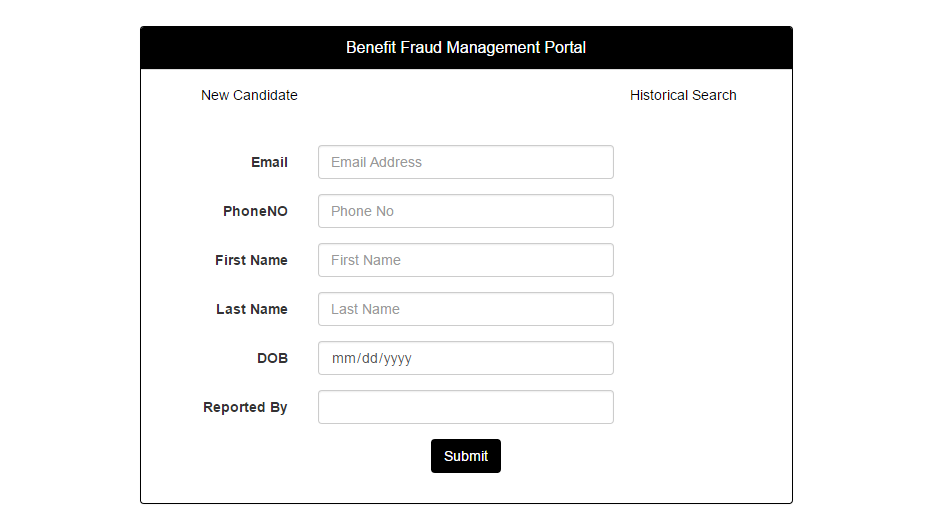 Benefit Fraud Management Portal
New Candidate Historical Search
Email Email Address
PhoneNO Phone No
First Name First Name
Last Name Last Name
DOB mm/dd/yyyy
Reported By
Submit